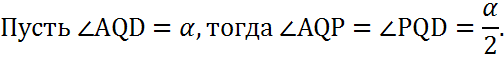 Пусть ∠AQD = α, тогда ∠AQP = ∠PQD = α/2.